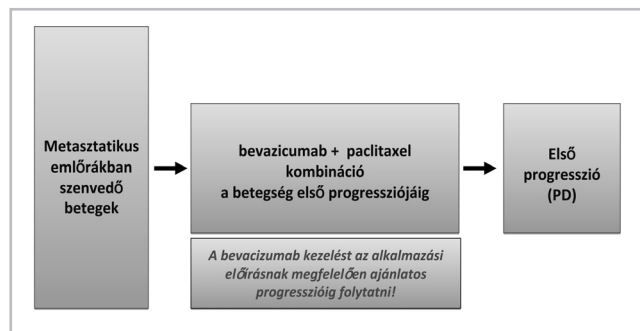 Metasztatikus
emlőrákban
szenvedő
betegek
bevazicumab + paclitaxel
kombináció
a betegség első progressziójáig
A bevacizumab kezelést az alkalmazási
előírásnak megfelelően ajánlatos
progresszióig folytatni!
Első
progresszió
(PD)